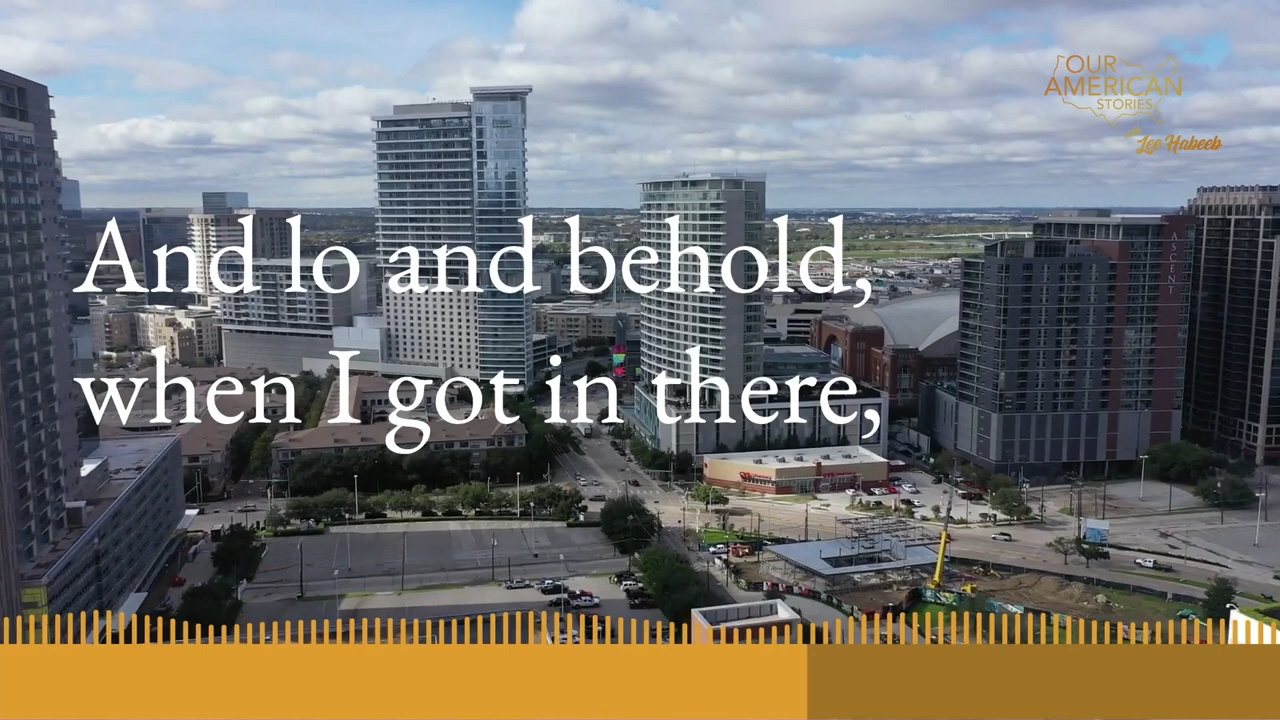 OUR
AMERICAN
STORIES
Lee Habeeb
And lo and behold,
when I got in there,
ASCENT